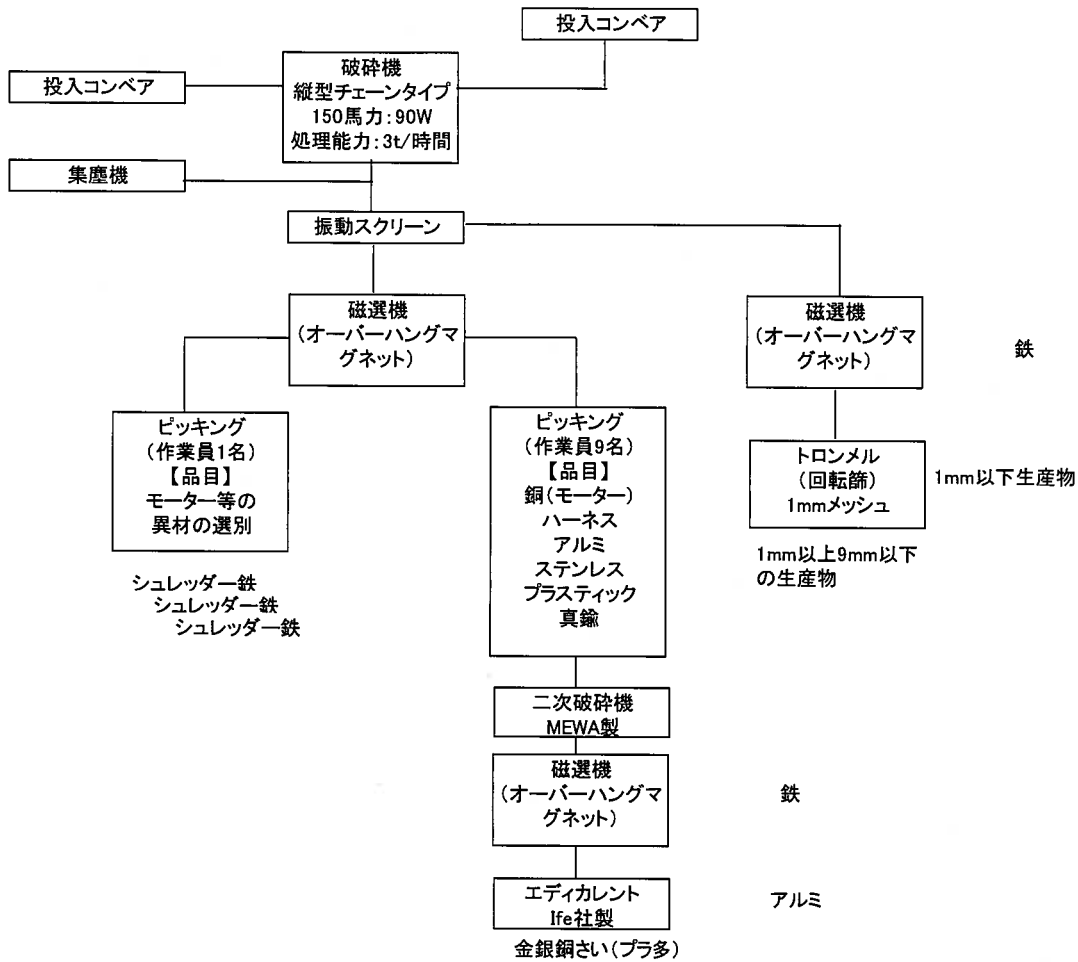 投入コンベア
投入コンベア
破砕機
縦型チェーンタイプ
150馬力:90W
処理能力:3t/時間
集塵機
振動スクリーン
磁選機
(オーバーハングマ
グネット)
磁選機
(オーバーハングマ
グネット)
鉄
ピッキング
(作業員1名)
【品目】
モーター等の
異材の選別
シュレッダー鉄
シュレッダー鉄
シュレッダー鉄
ピッキング
(作業員9名)
【品目】
銅(モーター)
ハーネス
アルミ
ステンレス
プラスティック
真鍮
トロンメル
(回転篩)
1mmメッシュ
1mm以下生産物
1mm以上9mm以下
の生産物
二次破砕機
MEWA製
磁選機
(オーバーハングマ
グネット)
鉄
エディカレント
Ife社製
アルミ
金銀銅さい(プラ多)